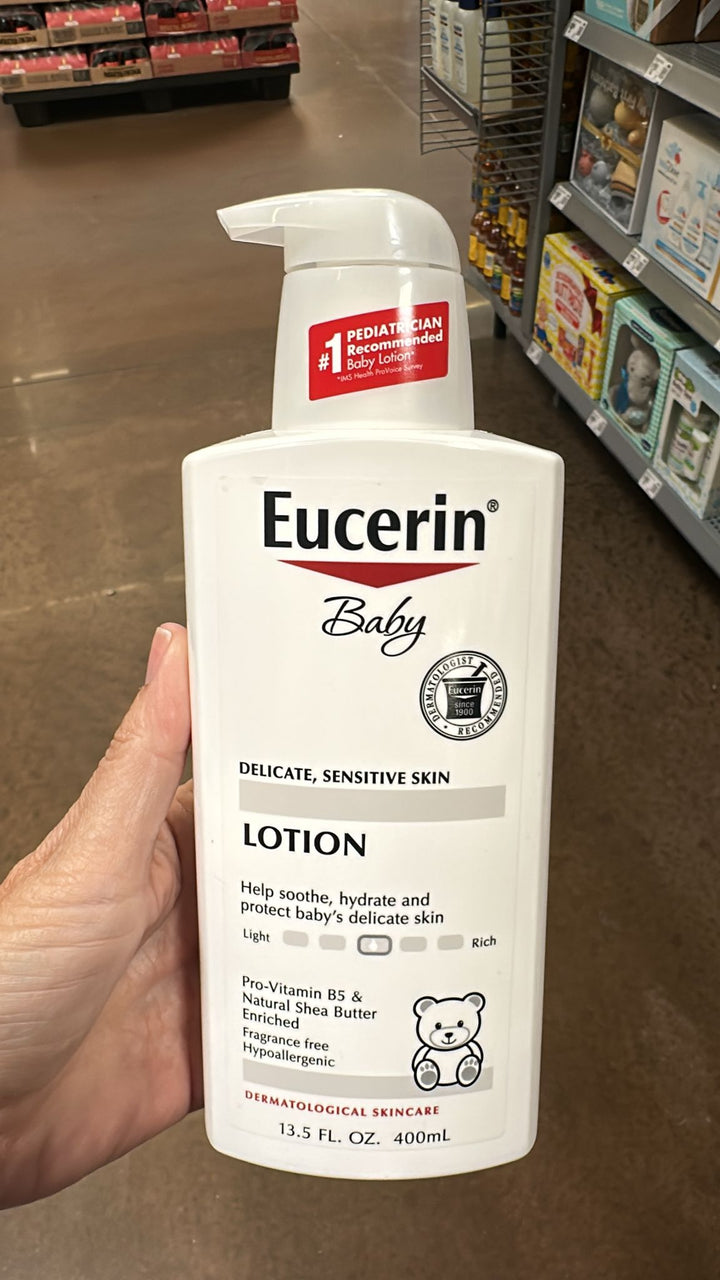 #1 PEDIATRICIAN
Recommended
Baby Lotion*
*IMS Health ProVoice Survey
Eucerin®
Baby
DERMATOLOGIST
RECOMMENDED
Eucerin
since
1900
DELICATE, SENSITIVE SKIN
LOTION
Help soothe, hydrate and
protect baby's delicate skin
Light
Rich
Pro-Vitamin B5 &
Natural Shea Butter
Enriched
Fragrance free
Hypoallergenic
DERMATOLOGICAL SKINCARE
13.5 FL. OZ. 400mL